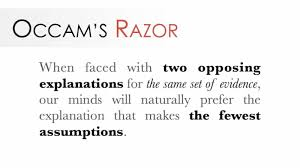 OCCAM'S RAZOR
When faced with two opposing
explanations for the same set of evidence,
our minds will naturally prefer the
explanation that makes the fewest
assumptions.